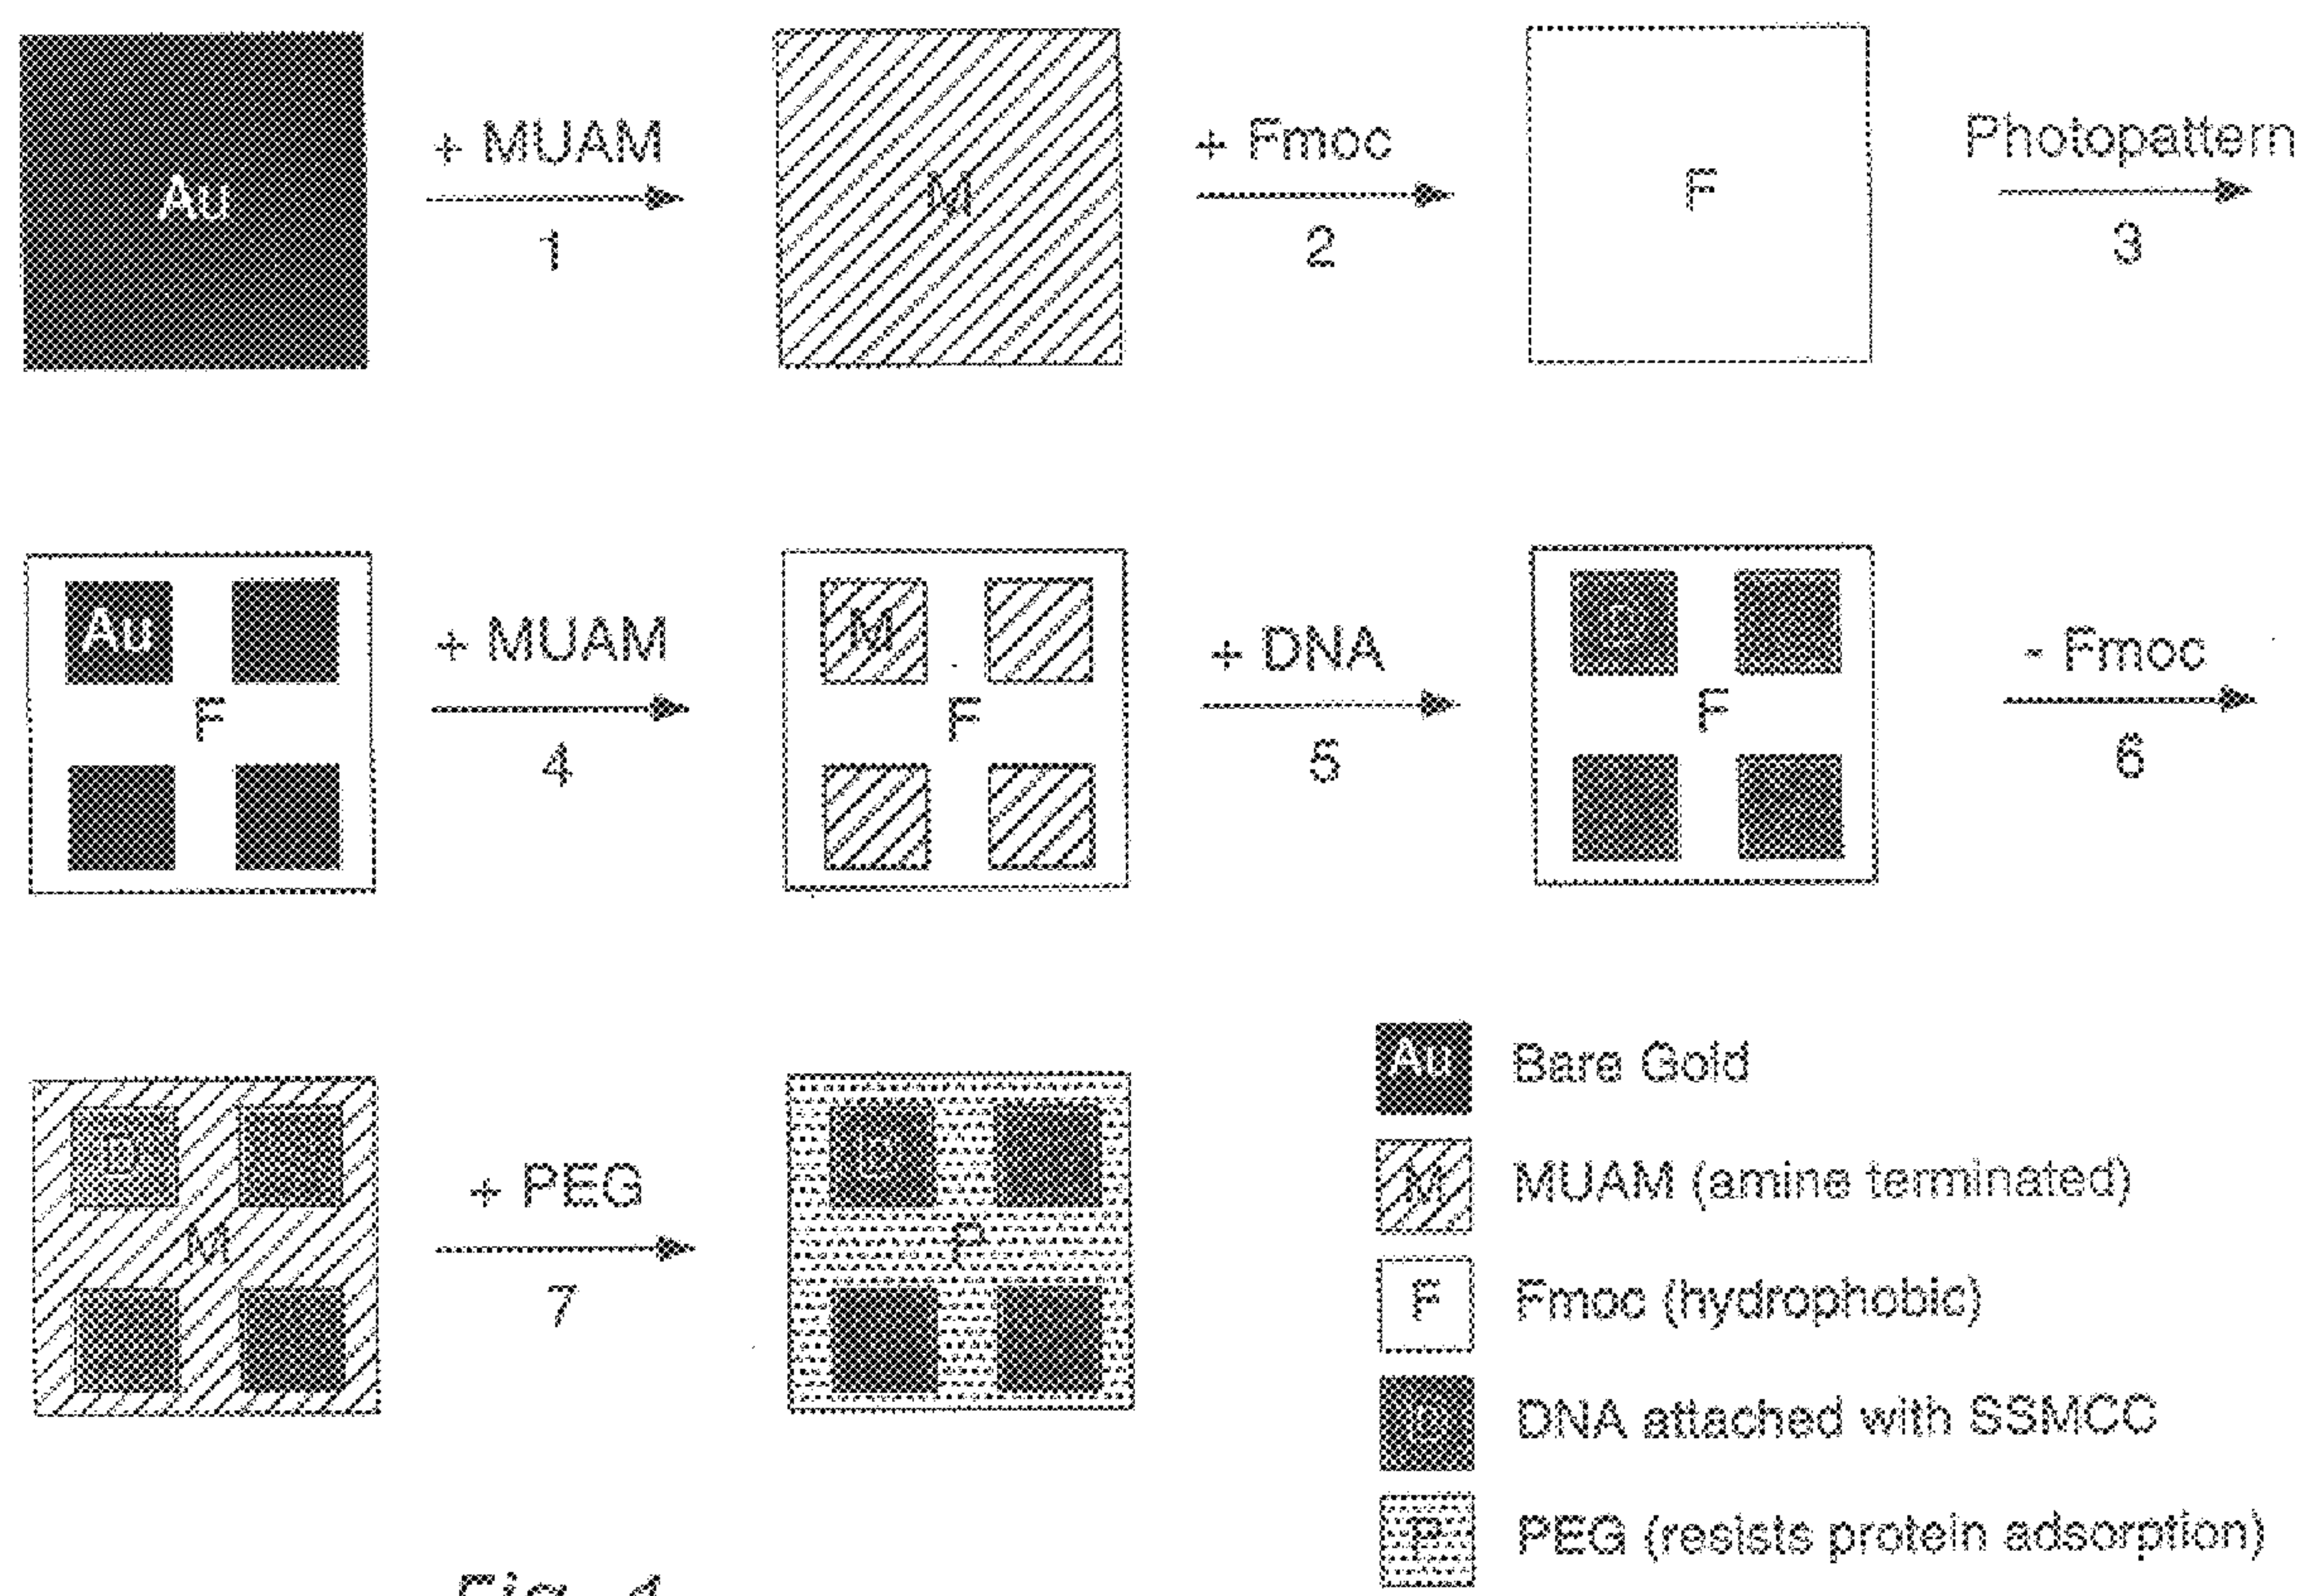 Au
+ MUAM
1
M
+ Fmoc
2
F
Photopattern
3
Au
F
+ MUAM
4
M
F
+ DNA
5
D
F
- Fmoc
6
D
M
+ PEG
7
D
P
Au Bare Gold
M MUAM (amine terminated)
F Fmoc (hydrophobic)
DNA attached with SSMCC
P PEG (resists protein adsorption)